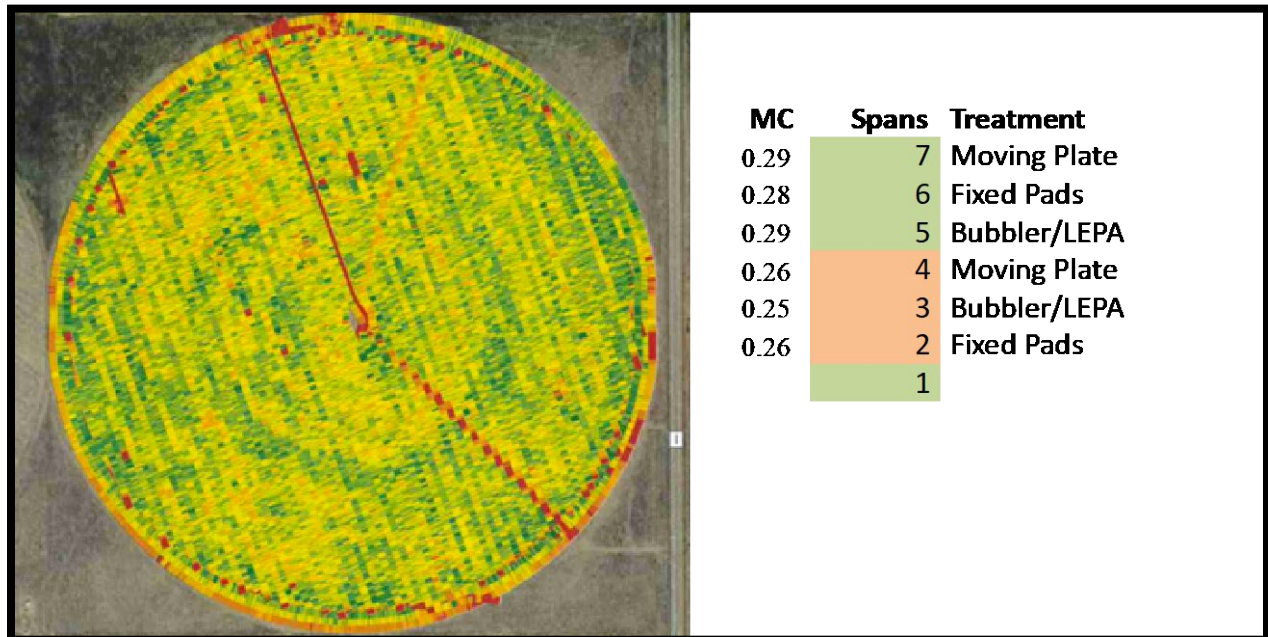 MC Spans Treatment
0.29 7 Moving Plate
0.28 6 Fixed Pads
0.29 5 Bubbler/LEPA
0.26 4 Moving Plate
0.25 3 Bubbler/LEPA
0.26 2 Fixed Pads
1